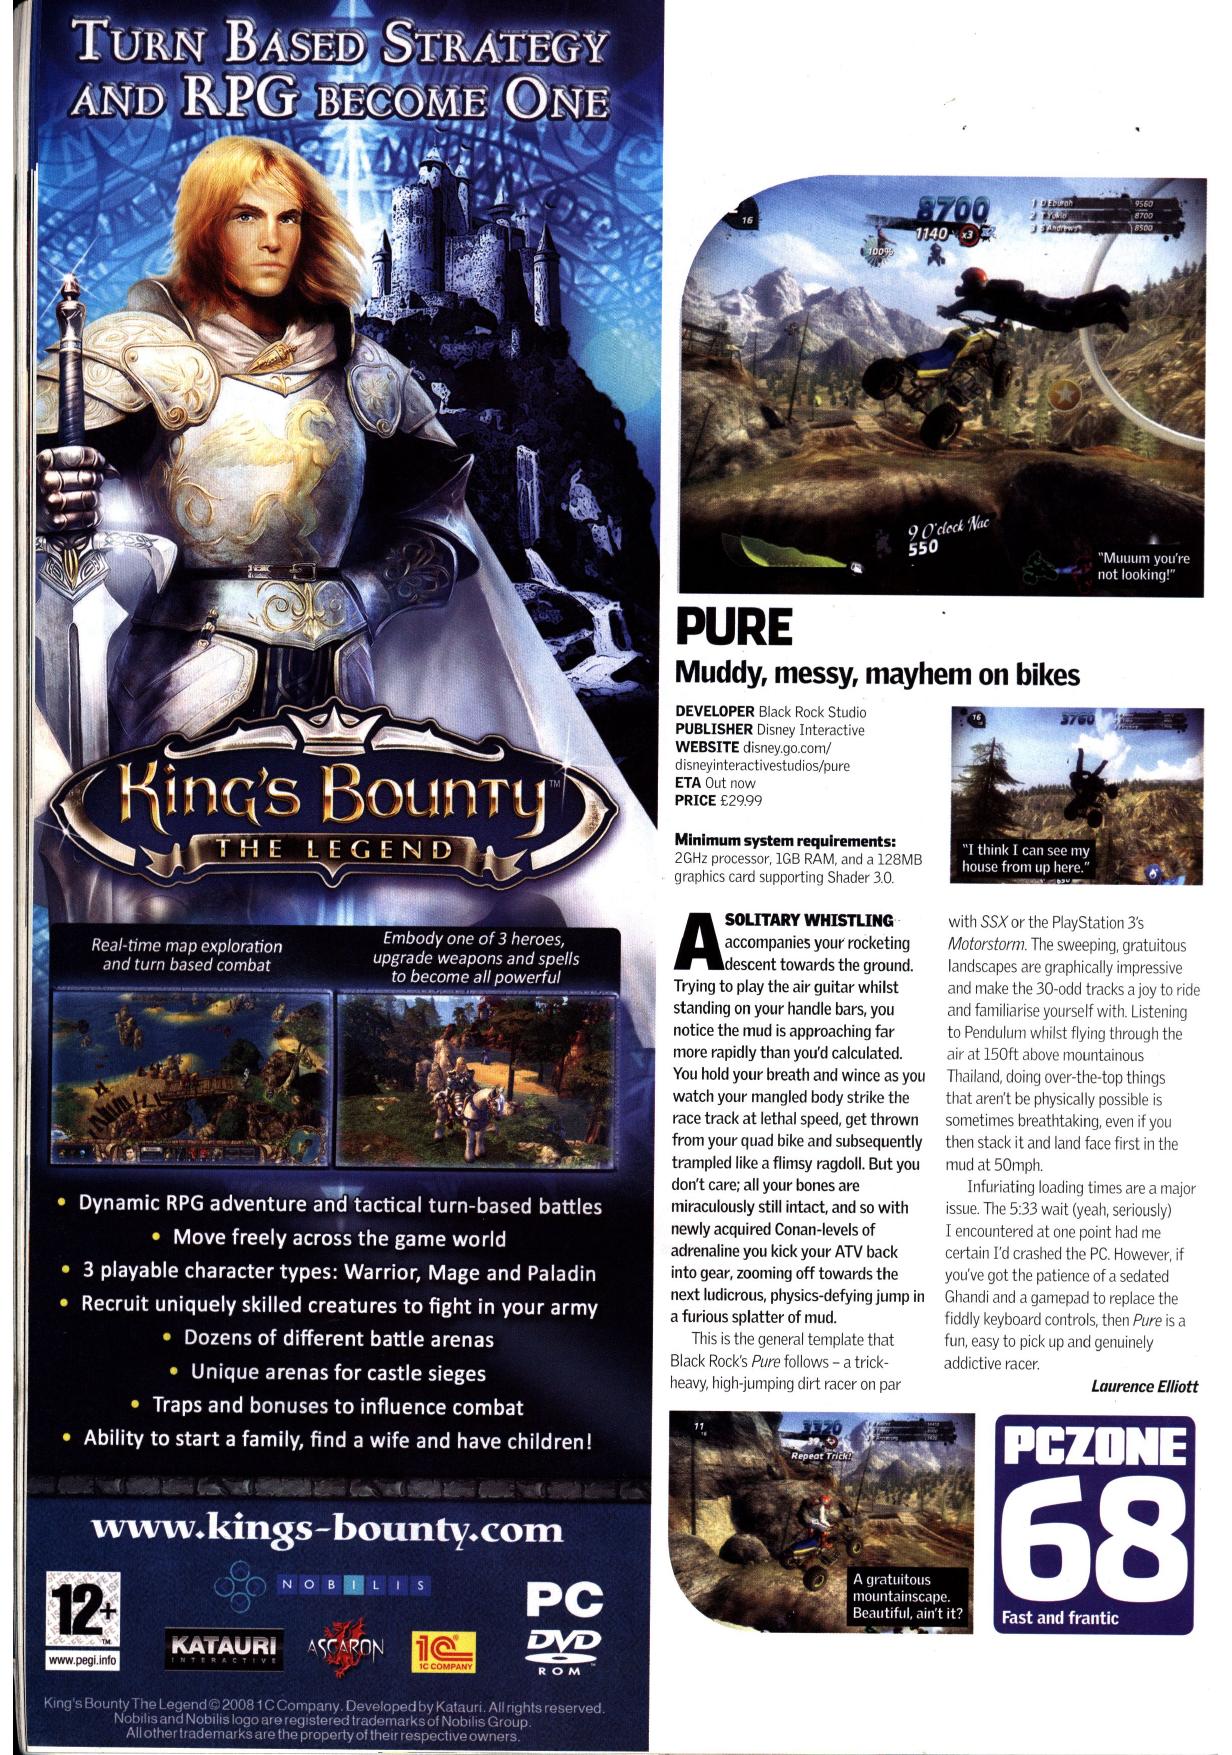 TURN BASED STRATEGY
AND RPG BECOME ONE
KING'S BOUNTY™
THE LEGEND
Real-time map exploration
and turn based combat
Embody one of 3 heroes,
upgrade weapons and spells
to become all powerful
• Dynamic RPG adventure and tactical turn-based battles
• Move freely across the game world
• 3 playable character types: Warrior, Mage and Paladin
• Recruit uniquely skilled creatures to fight in your army
• Dozens of different battle arenas
• Unique arenas for castle sieges
• Traps and bonuses to influence combat
• Ability to start a family, find a wife and have children!
www.kings-bounty.com
12+
™
www.pegi.info
NOBILIS
KATAURI
INTERACTIVE
ASCARON
1C
1C COMPANY
PC
DVD
ROM
King's Bounty The Legend © 2008 1C Company. Developed by Katauri. All rights reserved.
Nobilis and Nobilis logo are registered trademarks of Nobilis Group.
All other trademarks are the property of their respective owners.
16
8700
1140 x3
100%
1 D Eburah 9560
2 T Yukio 8700
3 S Andrews 8500
9 O'clock Nac
550
"Muuum you're
not looking!"
PURE
Muddy, messy, mayhem on bikes
DEVELOPER Black Rock Studio
PUBLISHER Disney Interactive
WEBSITE disney.go.com/
disneyinteractivestudios/pure
ETA Out now
PRICE £29.99
Minimum system requirements:
2GHz processor, 1GB RAM, and a 128MB
graphics card supporting Shader 3.0.
16
3760
"I think I can see my
house from up here."
A SOLITARY WHISTLING
accompanies your rocketing
descent towards the ground.
Trying to play the air guitar whilst
standing on your handle bars, you
notice the mud is approaching far
more rapidly than you'd calculated.
You hold your breath and wince as you
watch your mangled body strike the
race track at lethal speed, get thrown
from your quad bike and subsequently
trampled like a flimsy ragdoll. But you
don't care; all your bones are
miraculously still intact, and so with
newly acquired Conan-levels of
adrenaline you kick your ATV back
into gear, zooming off towards the
next ludicrous, physics-defying jump in
a furious splatter of mud.
This is the general template that
Black Rock's Pure follows – a trick-
heavy, high-jumping dirt racer on par
with SSX or the PlayStation 3's
Motorstorm. The sweeping, gratuitous
landscapes are graphically impressive
and make the 30-odd tracks a joy to ride
and familiarise yourself with. Listening
to Pendulum whilst flying through the
air at 150ft above mountainous
Thailand, doing over-the-top things
that aren't be physically possible is
sometimes breathtaking, even if you
then stack it and land face first in the
mud at 50mph.
Infuriating loading times are a major
issue. The 5:33 wait (yeah, seriously)
I encountered at one point had me
certain I'd crashed the PC. However, if
you've got the patience of a sedated
Ghandi and a gamepad to replace the
fiddly keyboard controls, then Pure is a
fun, easy to pick up and genuinely
addictive racer.
Laurence Elliott
11
Repeat Trick!
A gratuitous
mountainscape.
Beautiful, ain't it?
PCZONE
68
Fast and frantic